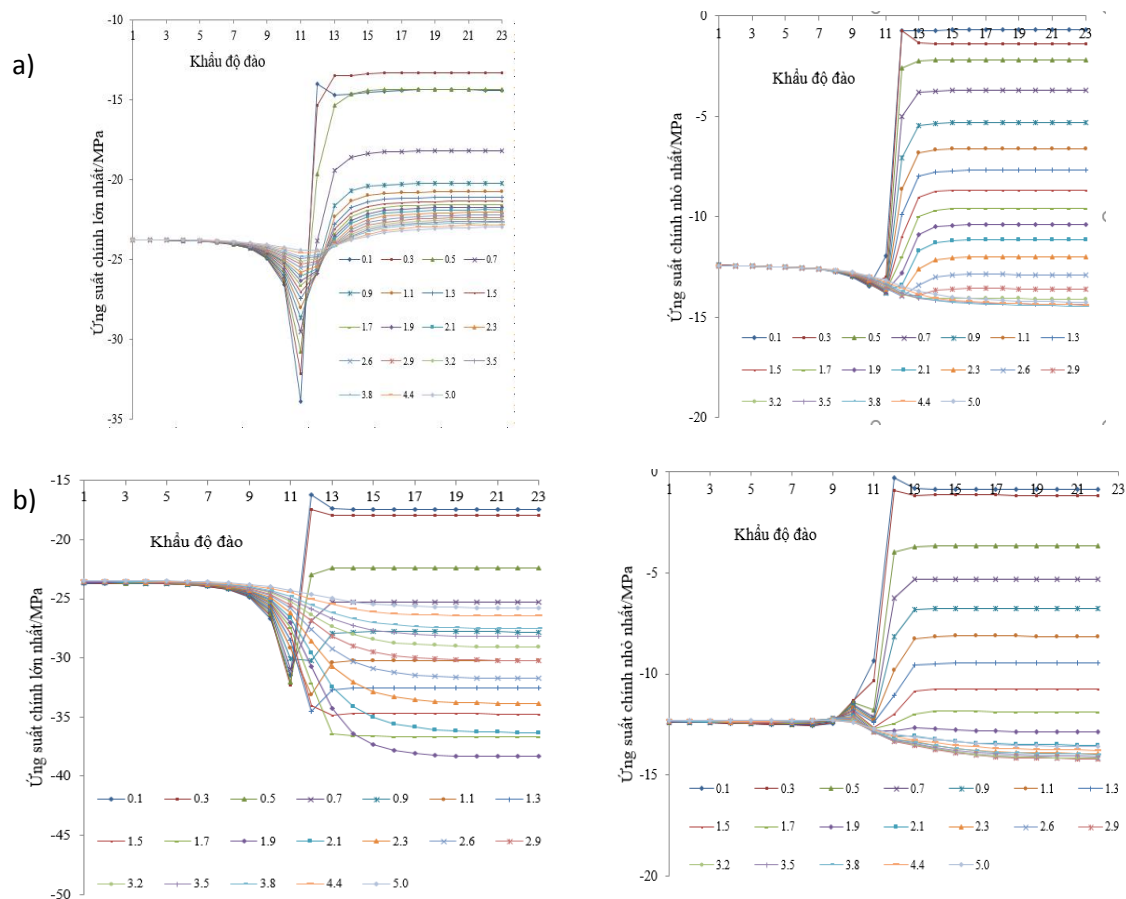 a)
-10
1 3 5 7 9 11 13 15 17 19 21 23
Khẩu độ đào
-15
-20
-25
-30
-35
Ứng suất chính lớn nhất/MPa
0.1 0.3 0.5 0.7
0.9 1.1 1.3 1.5
1.7 1.9 2.1 2.3
2.6 2.9 3.2 3.5
3.8 4.4 5.0
0
1 3 5 7 9 11 13 15 17 19 21 23
Khẩu độ đào
-5
-10
-15
-20
Ứng suất chính nhỏ nhất/MPa
0.1 0.3 0.5 0.7 0.9 1.1 1.3
1.5 1.7 1.9 2.1 2.3 2.6 2.9
3.2 3.5 3.8 4.4 5.0
b)
-15
1 3 5 7 9 11 13 15 17 19 21 23
Khẩu độ đào
-20
-25
-30
-35
-40
-45
-50
Ứng suất chính lớn nhất/MPa
0.1 0.3 0.5 0.7 0.9 1.1 1.3
1.5 1.7 1.9 2.1 2.3 2.6 2.9
3.2 3.5 3.8 4.4 5.0
0
1 3 5 7 9 11 13 15 17 19 21 23
Khẩu độ đào
-5
-10
-15
-20
Ứng suất chính nhỏ nhất/MPa
0.1 0.3 0.5 0.7 0.9 1.1 1.3
1.5 1.7 1.9 2.1 2.3 2.6 2.9
3.2 3.5 3.8 4.4 5.0